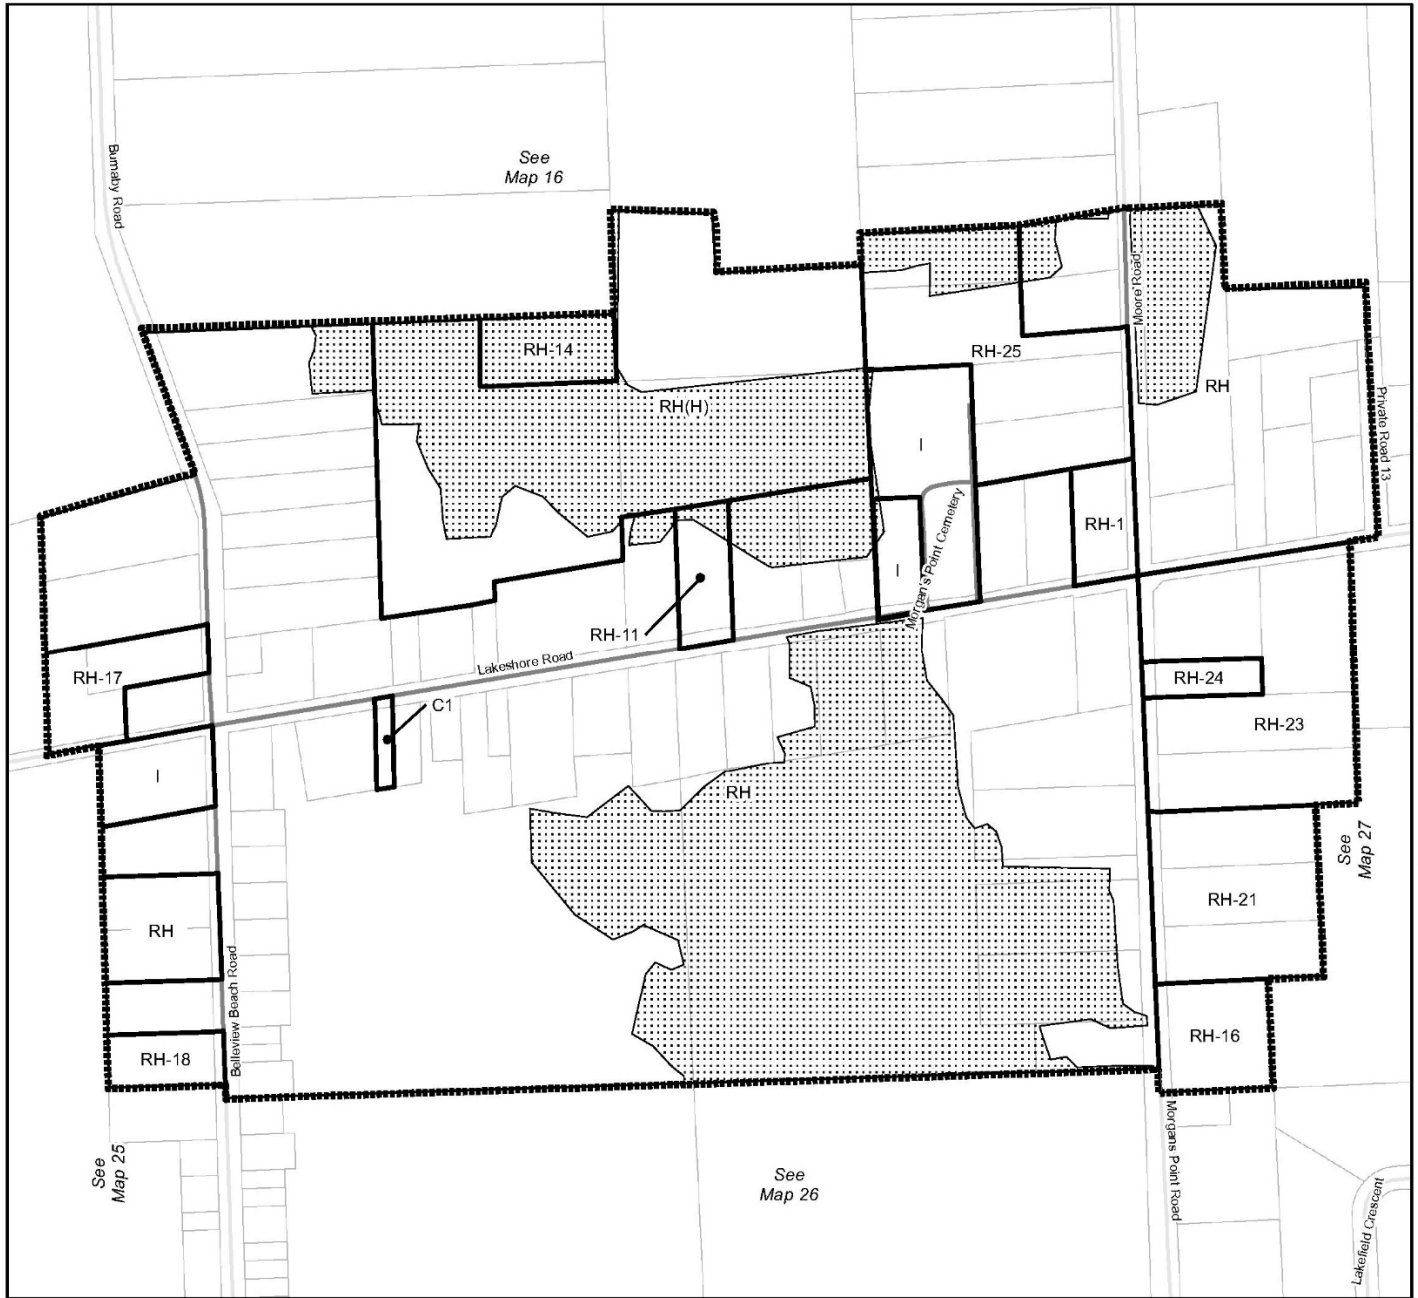 Burnaby Road
See
Map 16
Moore Road
RH-14
RH-25
RH(H)
RH
Private Road 13
I
Morgan's Point Cemetery
RH-1
I
RH-11
Lakeshore Road
RH-17
C1
RH-24
RH-23
I
RH
See
Map 27
RH-21
RH
Belleview Beach Road
RH-16
RH-18
See
Map 25
See
Map 26
Morgans Point Road
Lakefield Crescent